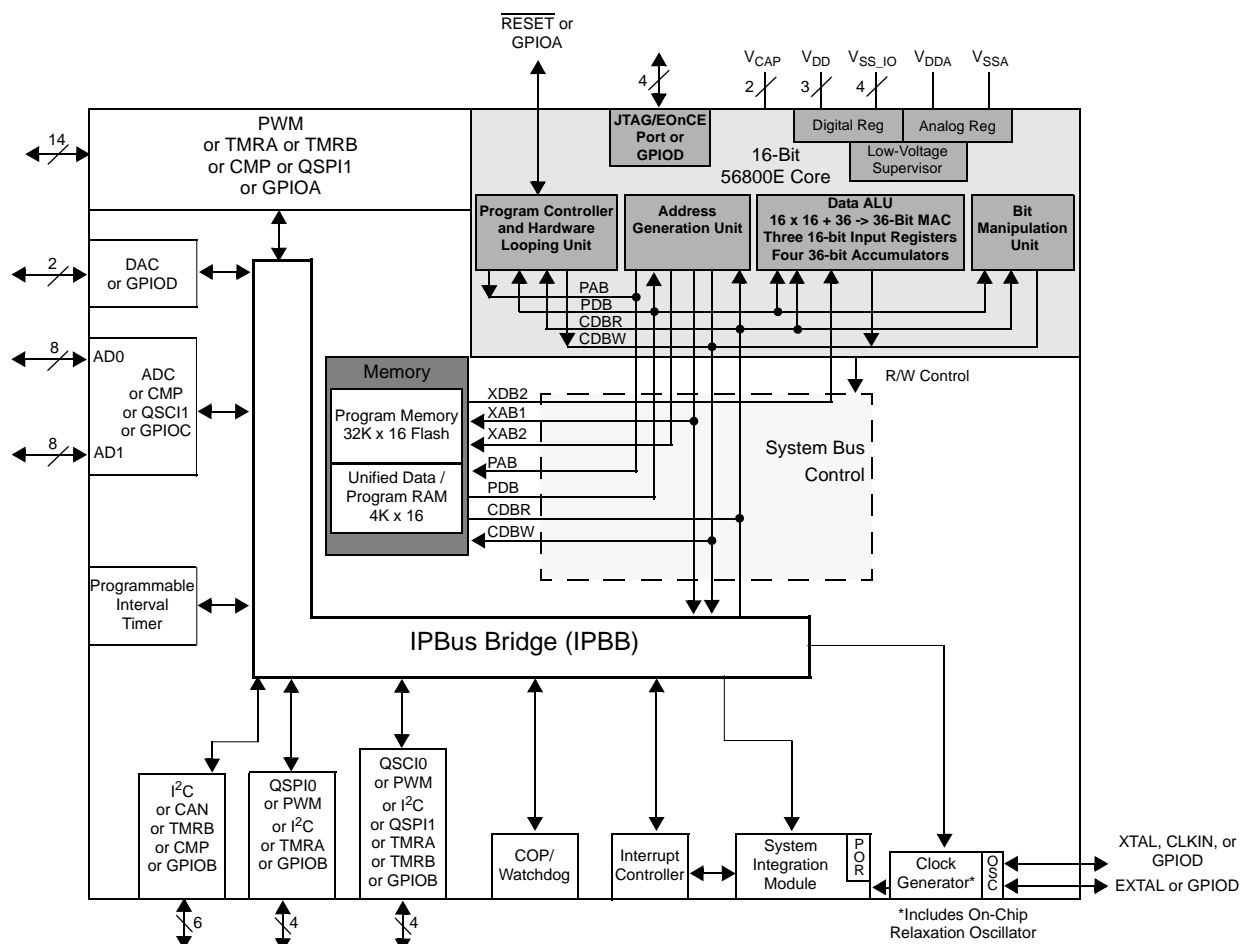 RESET or
GPIOA
4
VCAP
VDD
VSS_IO
VDDA
VSSA
2
3
4
14
PWM
or TMRA or TMRB
or CMP or QSPI1
or GPIOA
JTAG/EOnCE
Port or
GPIOD
16-Bit
56800E Core
Digital Reg
Analog Reg
Low-Voltage
Supervisor
Program Controller
and Hardware
Looping Unit
Address
Generation Unit
Data ALU
16 x 16 + 36 -> 36-Bit MAC
Three 16-bit Input Registers
Four 36-bit Accumulators
Bit
Manipulation
Unit
2
DAC
or GPIOD
PAB
PDB
CDBR
CDBW
8
AD0
ADC
or CMP
or QSCI1
or GPIOC
8
AD1
Memory
Program Memory
32K x 16 Flash
Unified Data /
Program RAM
4K x 16
R/W Control
XDB2
XAB1
XAB2
PAB
PDB
CDBR
CDBW
System Bus
Control
Programmable
Interval
Timer
IPBus Bridge (IPBB)
I2C
or CAN
or TMRB
or CMP
or GPIOB
QSPI0
or PWM
or I2C
or TMRA
or GPIOB
QSCI0
or PWM
or I2C
or QSPI1
or TMRA
or TMRB
or GPIOB
COP/
Watchdog
Interrupt
Controller
System
Integration
Module
POR
Clock
Generator*
OSC
XTAL, CLKIN, or
GPIOD
EXTAL or GPIOD
*Includes On-Chip
Relaxation Oscillator
6
4
4